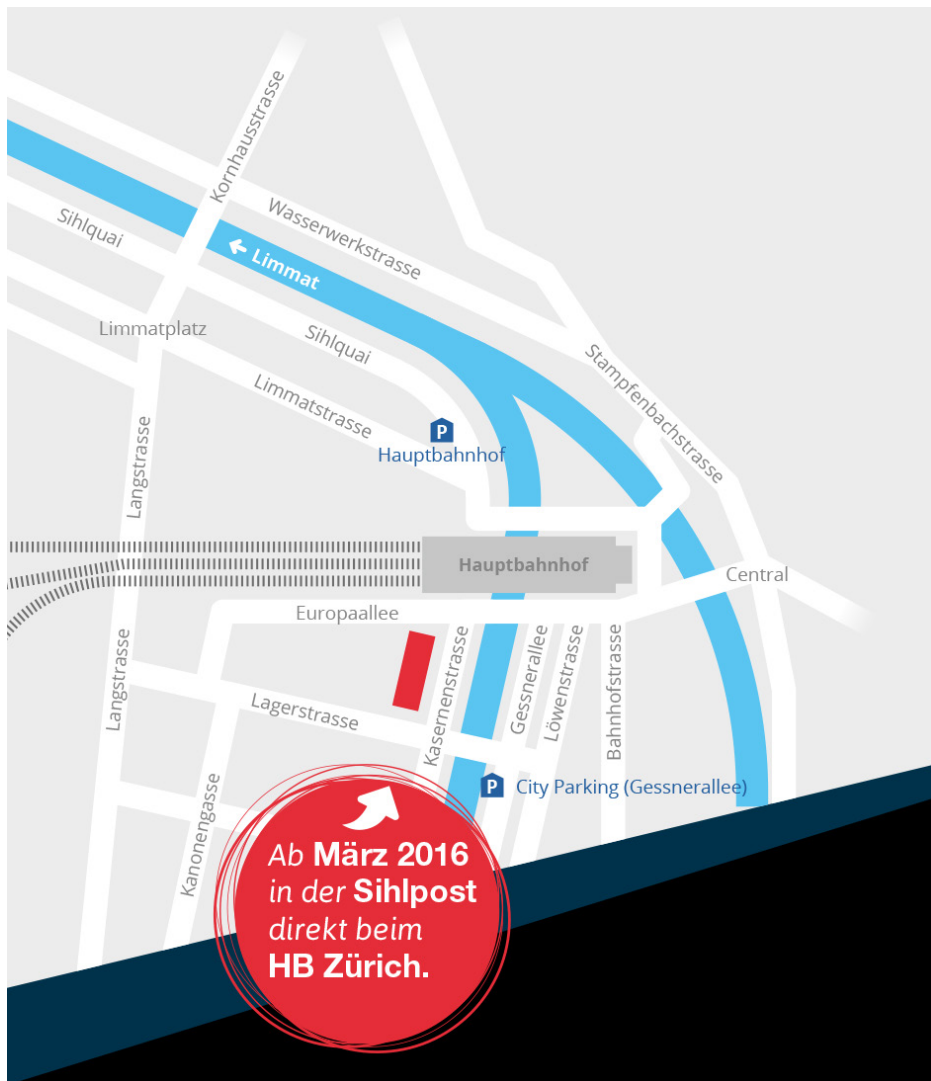 Kornhausstrasse
Wasserwerkstrasse
Sihlquai
← Limmat
Limmatplatz
Sihlquai
Stampfenbachstrasse
Limmatstrasse
P
Hauptbahnhof
Langstrasse
Hauptbahnhof
Central
Europaallee
Langstrasse
Lagerstrasse
Kasernenstrasse
Gessnerallee
Löwenstrasse
Bahnhofstrasse
P City Parking (Gessnerallee)
Kanonengasse
Ab März 2016
in der Sihlpost
direkt beim
HB Zürich.